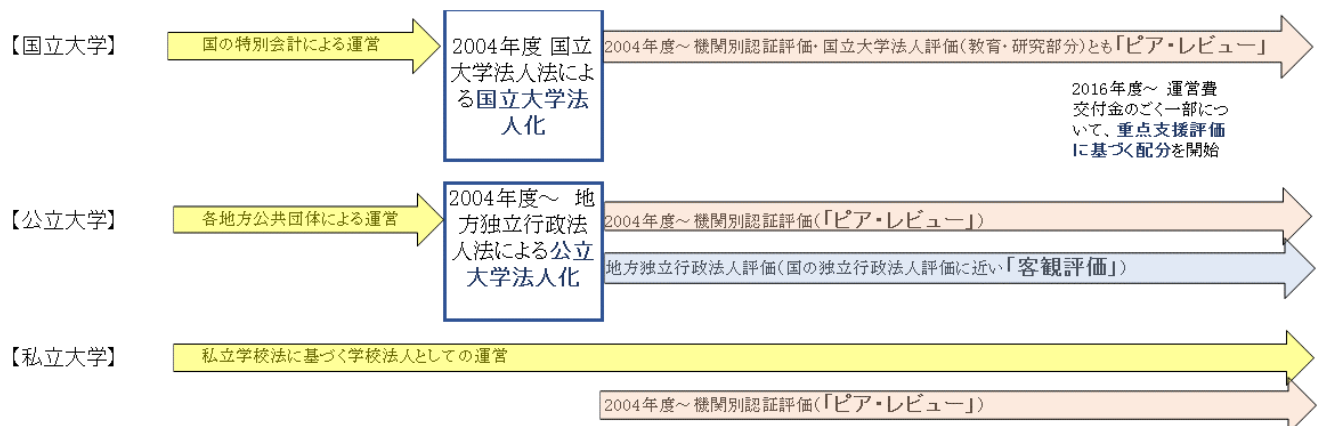 【国立大学】
国の特別会計による運営
2004年度 国立
大学法人法によ
る国立大学法
人化
2004年度～機関別認証評価・国立大学法人評価(教育・研究部分)とも「ピア・レビュー」
2016年度～ 運営費
交付金のごく一部につ
いて、重点支援評価
に基づく配分を開始
【公立大学】
各地方公共団体による運営
2004年度～ 地
方独立行政法
人法による公立
大学法人化
2004年度～機関別認証評価(「ピア・レビュー」)
地方独立行政法人評価(国の独立行政法人評価に近い「客観評価」)
【私立大学】
私立学校法に基づく学校法人としての運営
2004年度～機関別認証評価(「ピア・レビュー」)